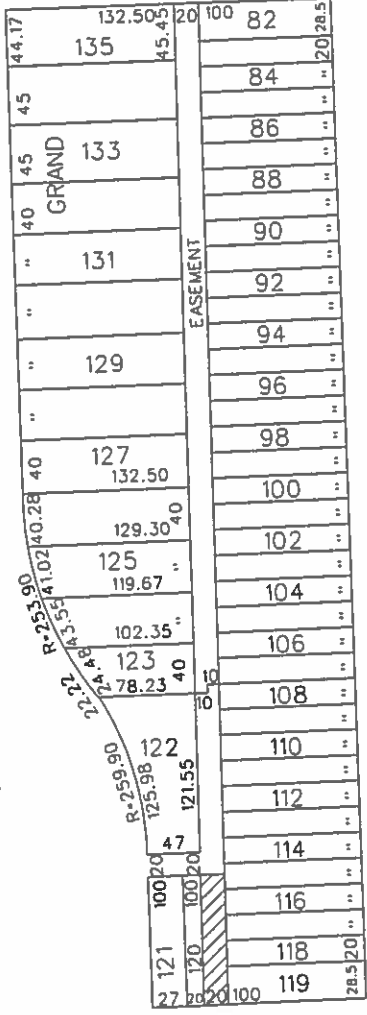 44.17 132.50 45.45 20 100 82 28.5
135 20
45 84 "
86 "
45 GRAND 133
88 "
40
90 "
" 131 EASEMENT
92 "
"
94 "
" 129
96 "
"
98 "
40 127
132.50
100 "
40.28 129.30 40
102 "
R=253.90 41.02 125 "
119.67
104 "
43.55 102.35 "
106 "
24.48 123 40 10
22.22 78.23 10
108 "
122
110 "
R=259.90 125.98 121.55
112 "
47
114 "
20 20
100 100
116 "
121 120
118 20
27 20 20 100 119 28.5